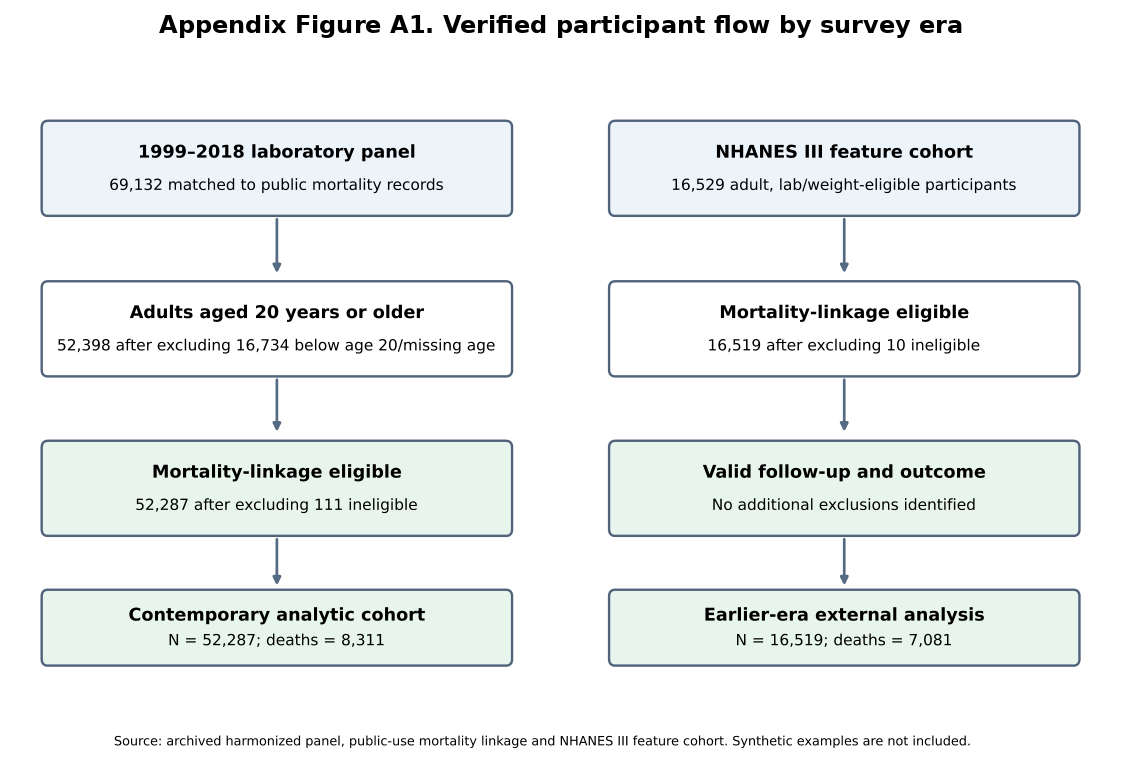 Appendix Figure A1. Verified participant flow by survey era
1999–2018 laboratory panel
69,132 matched to public mortality records
Adults aged 20 years or older
52,398 after excluding 16,734 below age 20/missing age
Mortality-linkage eligible
52,287 after excluding 111 ineligible
Contemporary analytic cohort
N = 52,287; deaths = 8,311
NHANES III feature cohort
16,529 adult, lab/weight-eligible participants
Mortality-linkage eligible
16,519 after excluding 10 ineligible
Valid follow-up and outcome
No additional exclusions identified
Earlier-era external analysis
N = 16,519; deaths = 7,081
Source: archived harmonized panel, public-use mortality linkage and NHANES III feature cohort. Synthetic examples are not included.